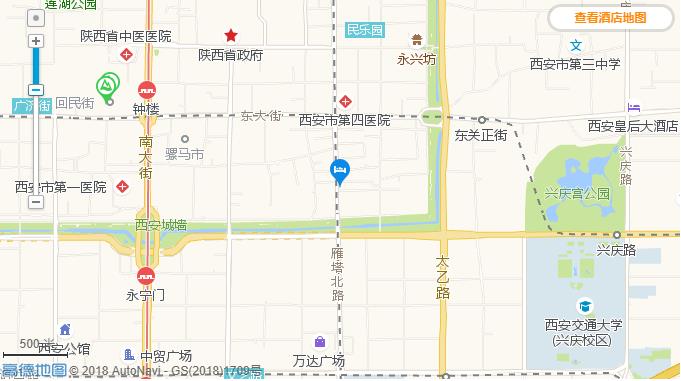 莲湖公园
查看酒店地图
陕西省中医医院
民乐园
陕西省政府
永兴坊
西安市第三中学
广济街
回民街
钟楼
东大街
西安市第四医院
西安皇后大酒店
东关正街
南大街
骡马市
兴庆路
西安市第一医院
兴庆宫公园
西安城墙
兴庆路
雁塔北路
太乙路
永宁门
西安交通大学
(兴庆校区)
500 米
西安公馆
中贸广场
万达广场
高德地图 © 2018 AutoNavi - GS(2018)1709号